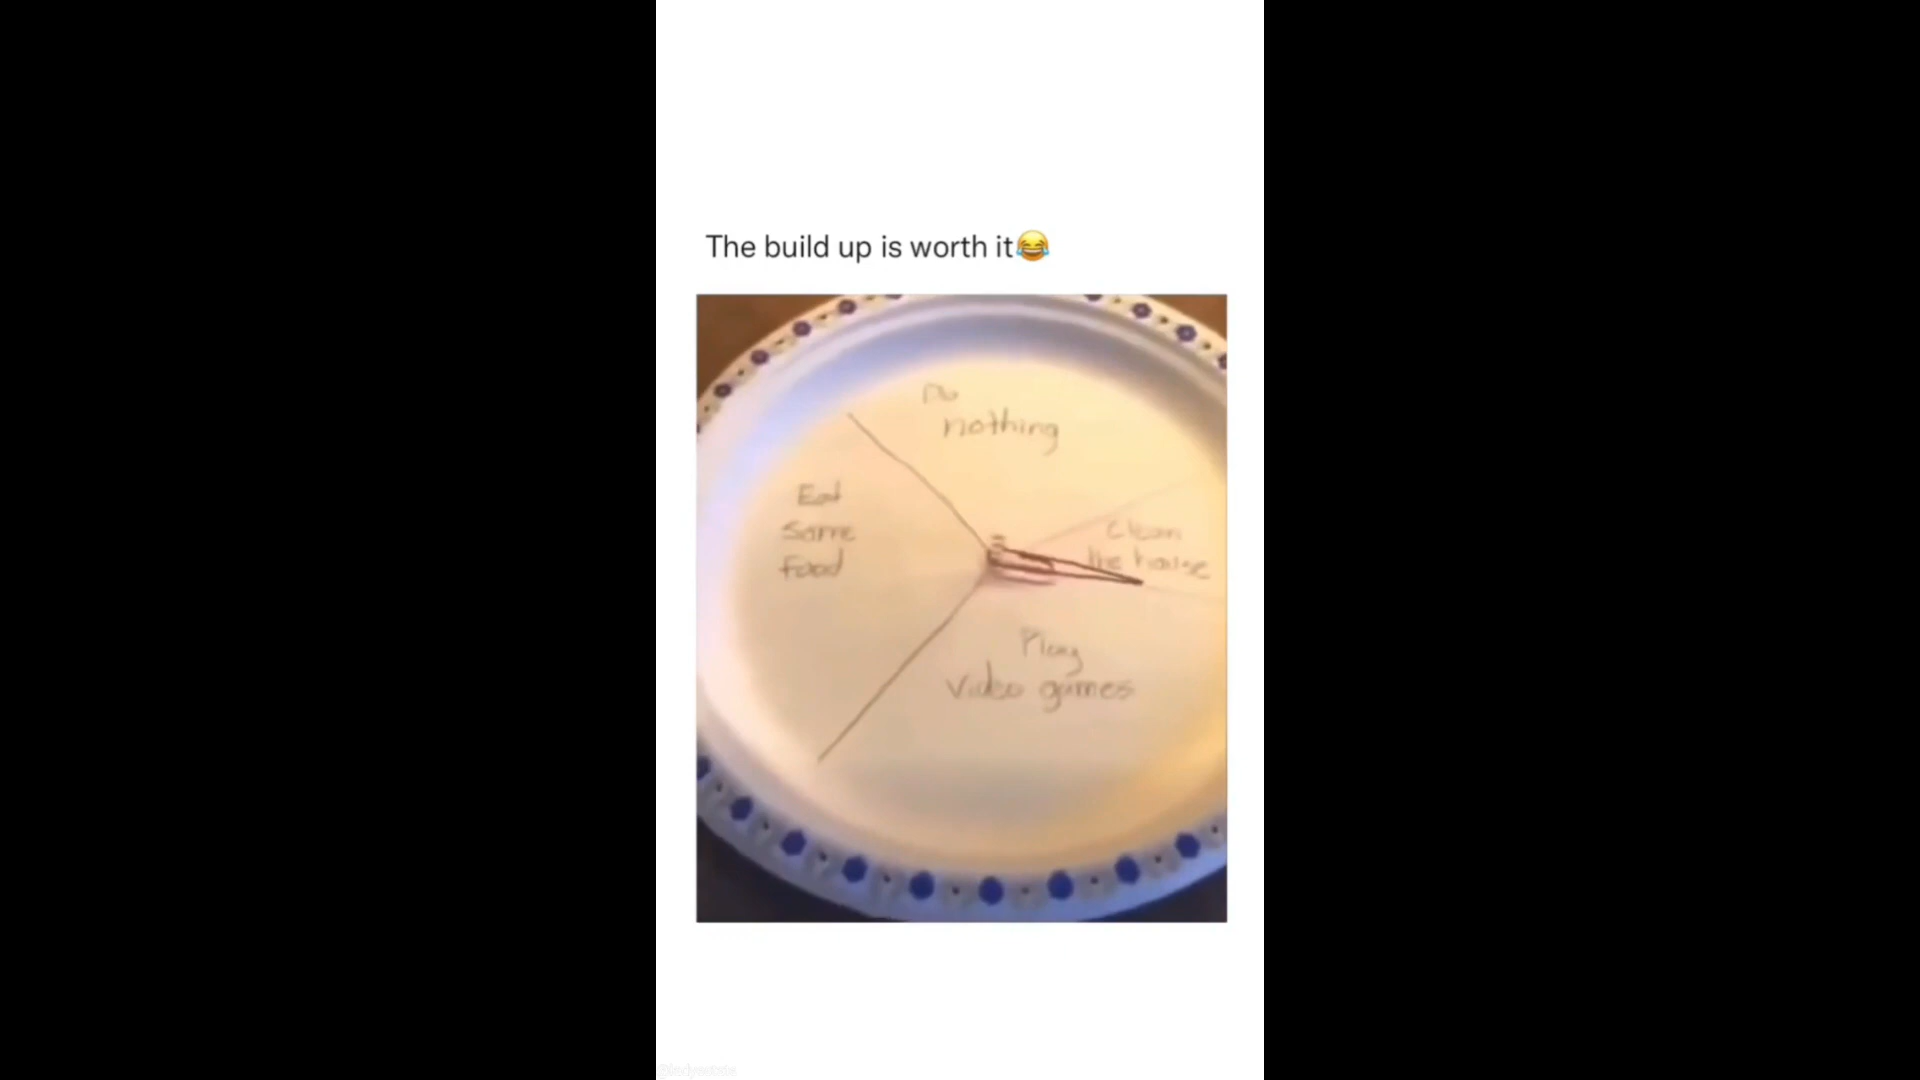 The build up is worth it😂
Do
nothing
Eat
Some
Food
Clean
the house
Play
Video games